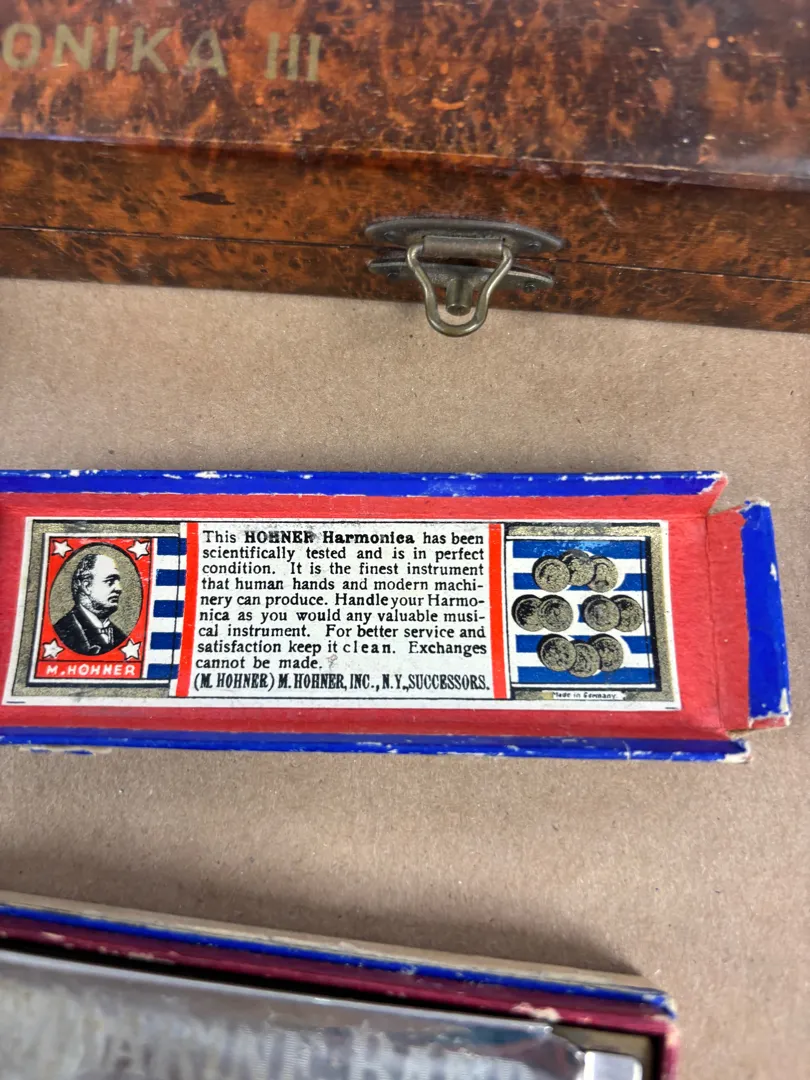 ONIKA III
This HOHNER Harmonica has been
scientifically tested and is in perfect
condition. It is the finest instrument
that human hands and modern machi-
nery can produce. Handle your Harmo-
nica as you would any valuable musi-
cal instrument. For better service and
satisfaction keep it clean. Exchanges
cannot be made.
(M. HOHNER) M. HOHNER, INC., N.Y., SUCCESSORS.
M. HOHNER
Made in Germany.